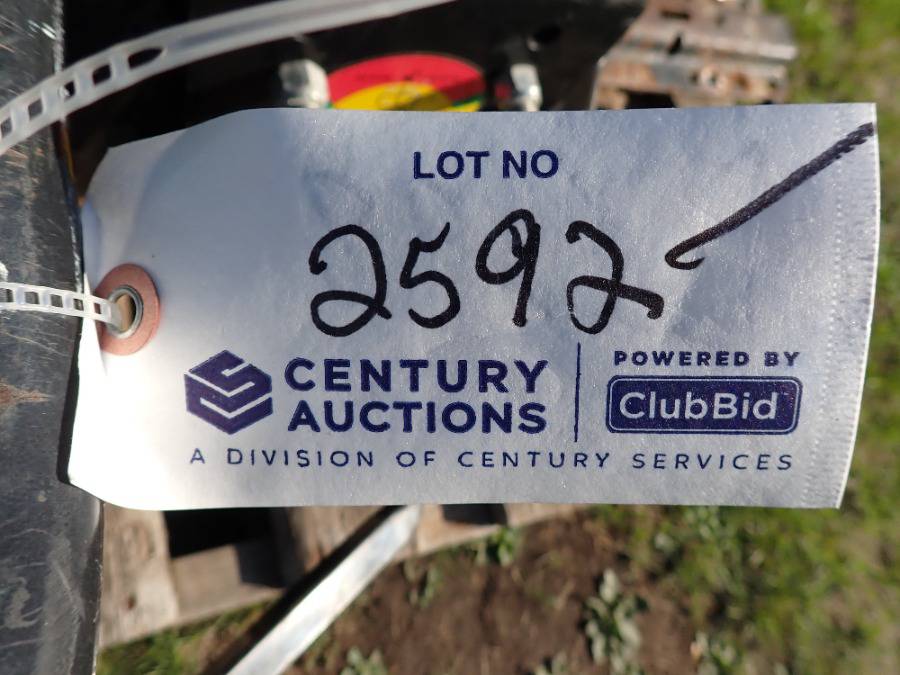 LOT NO
2592
CENTURY
AUCTIONS
POWERED BY
ClubBid
A DIVISION OF CENTURY SERVICES